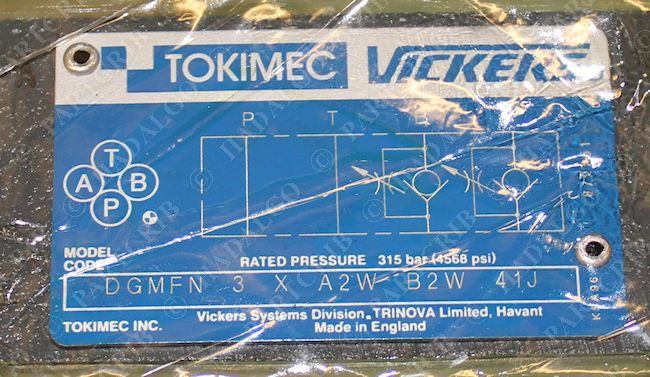 TOKIMEC VICKERS
P T B
T
A B
P
MODEL
CODE
RATED PRESSURE 315 bar (4568 psi)
DGMFN 3 X A2W B2W 41J
TOKIMEC INC.
Vickers Systems Division, TRINOVA Limited, Havant
Made in England